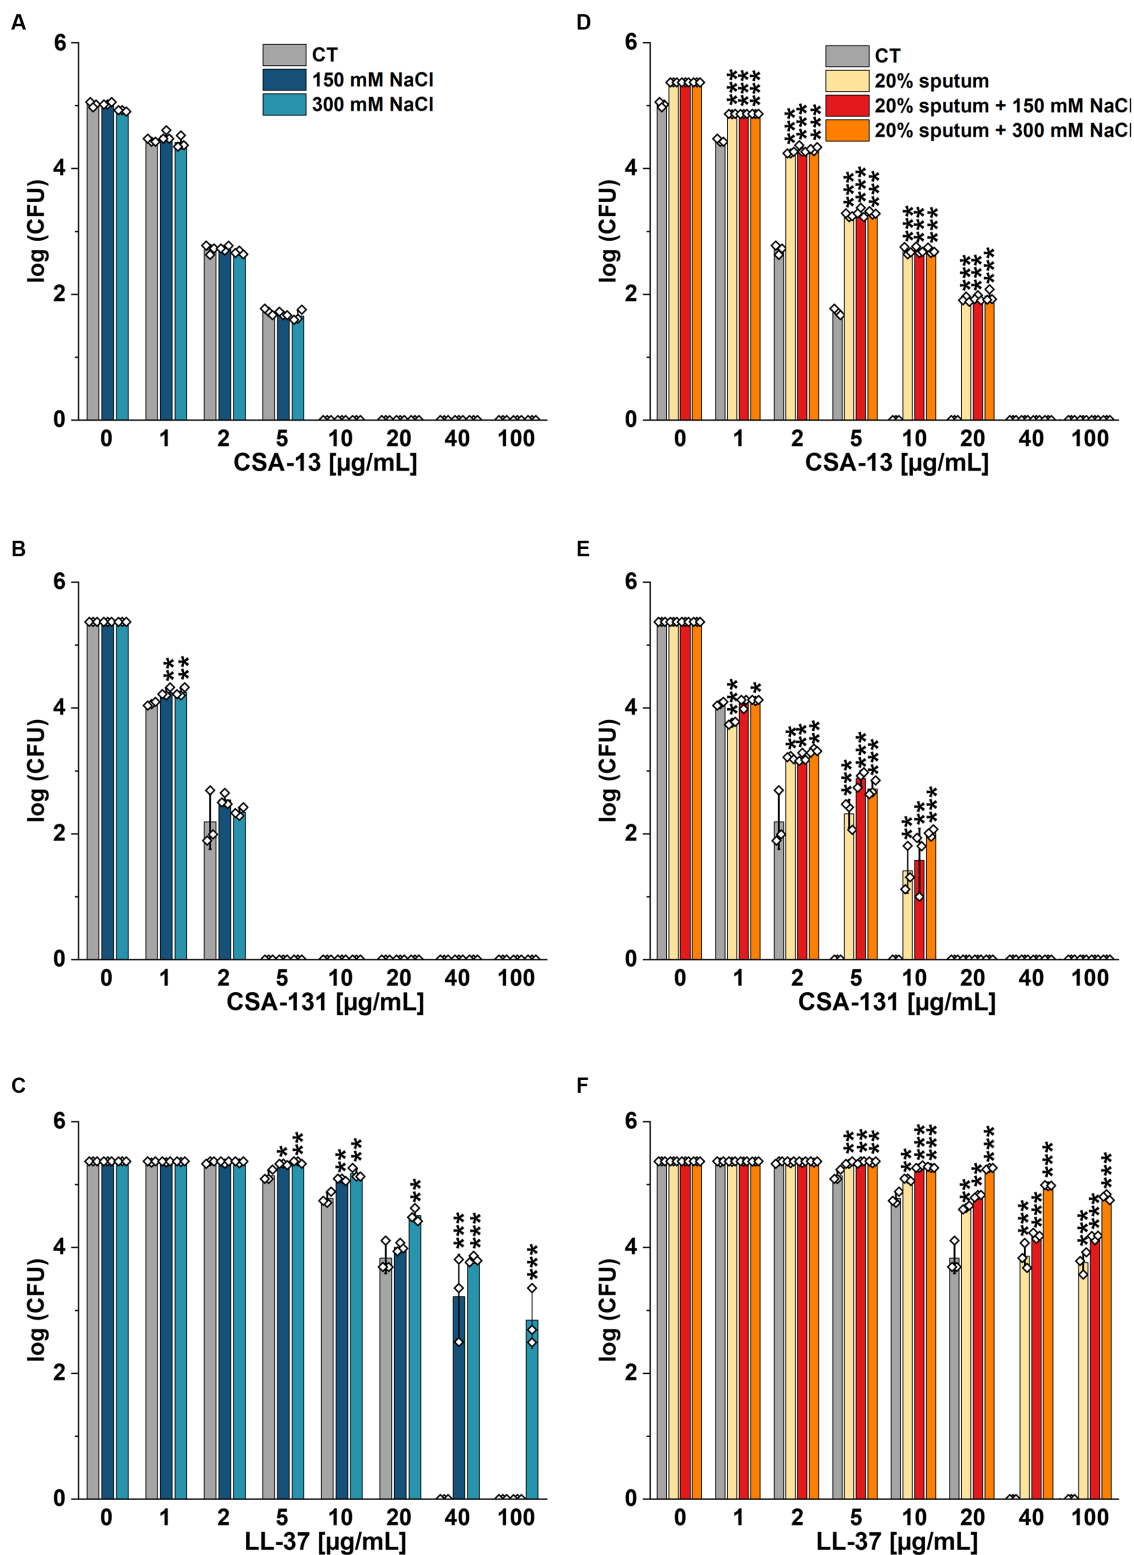 A
6
4
2
0
log (CFU)
CT
150 mM NaCl
300 mM NaCl
0 1 2 5 10 20 40 100
CSA-13 [µg/mL]
D
6
4
2
0
log (CFU)
CT
20% sputum
20% sputum + 150 mM NaCl
20% sputum + 300 mM NaCl
*** *** ***
*** *** ***
*** *** ***
*** *** ***
*** *** ***
0 1 2 5 10 20 40 100
CSA-13 [µg/mL]
B
6
4
2
0
log (CFU)
** **
0 1 2 5 10 20 40 100
CSA-131 [µg/mL]
E
6
4
2
0
log (CFU)
*** *
** ** **
*** *** ***
** ** ***
0 1 2 5 10 20 40 100
CSA-131 [µg/mL]
C
6
4
2
0
log (CFU)
* **
** **
**
*** ***
***
0 1 2 5 10 20 40 100
LL-37 [µg/mL]
F
6
4
2
0
log (CFU)
** ** **
** *** ***
** ** ***
*** *** ***
*** *** ***
0 1 2 5 10 20 40 100
LL-37 [µg/mL]